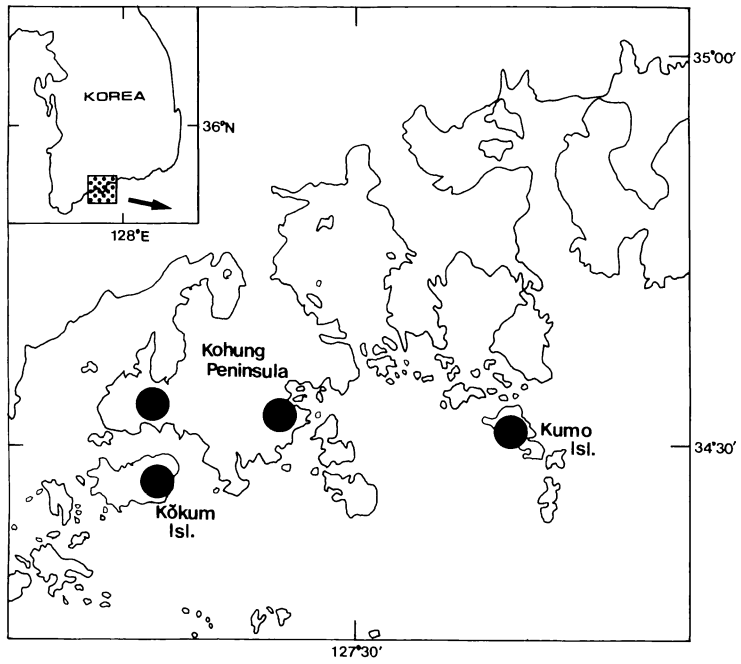 KOREA
36°N
128°E
35°00′
Kohung
Peninsula
Kumo
Isl.
34°30′
Kŏkum
Isl.
127°30′